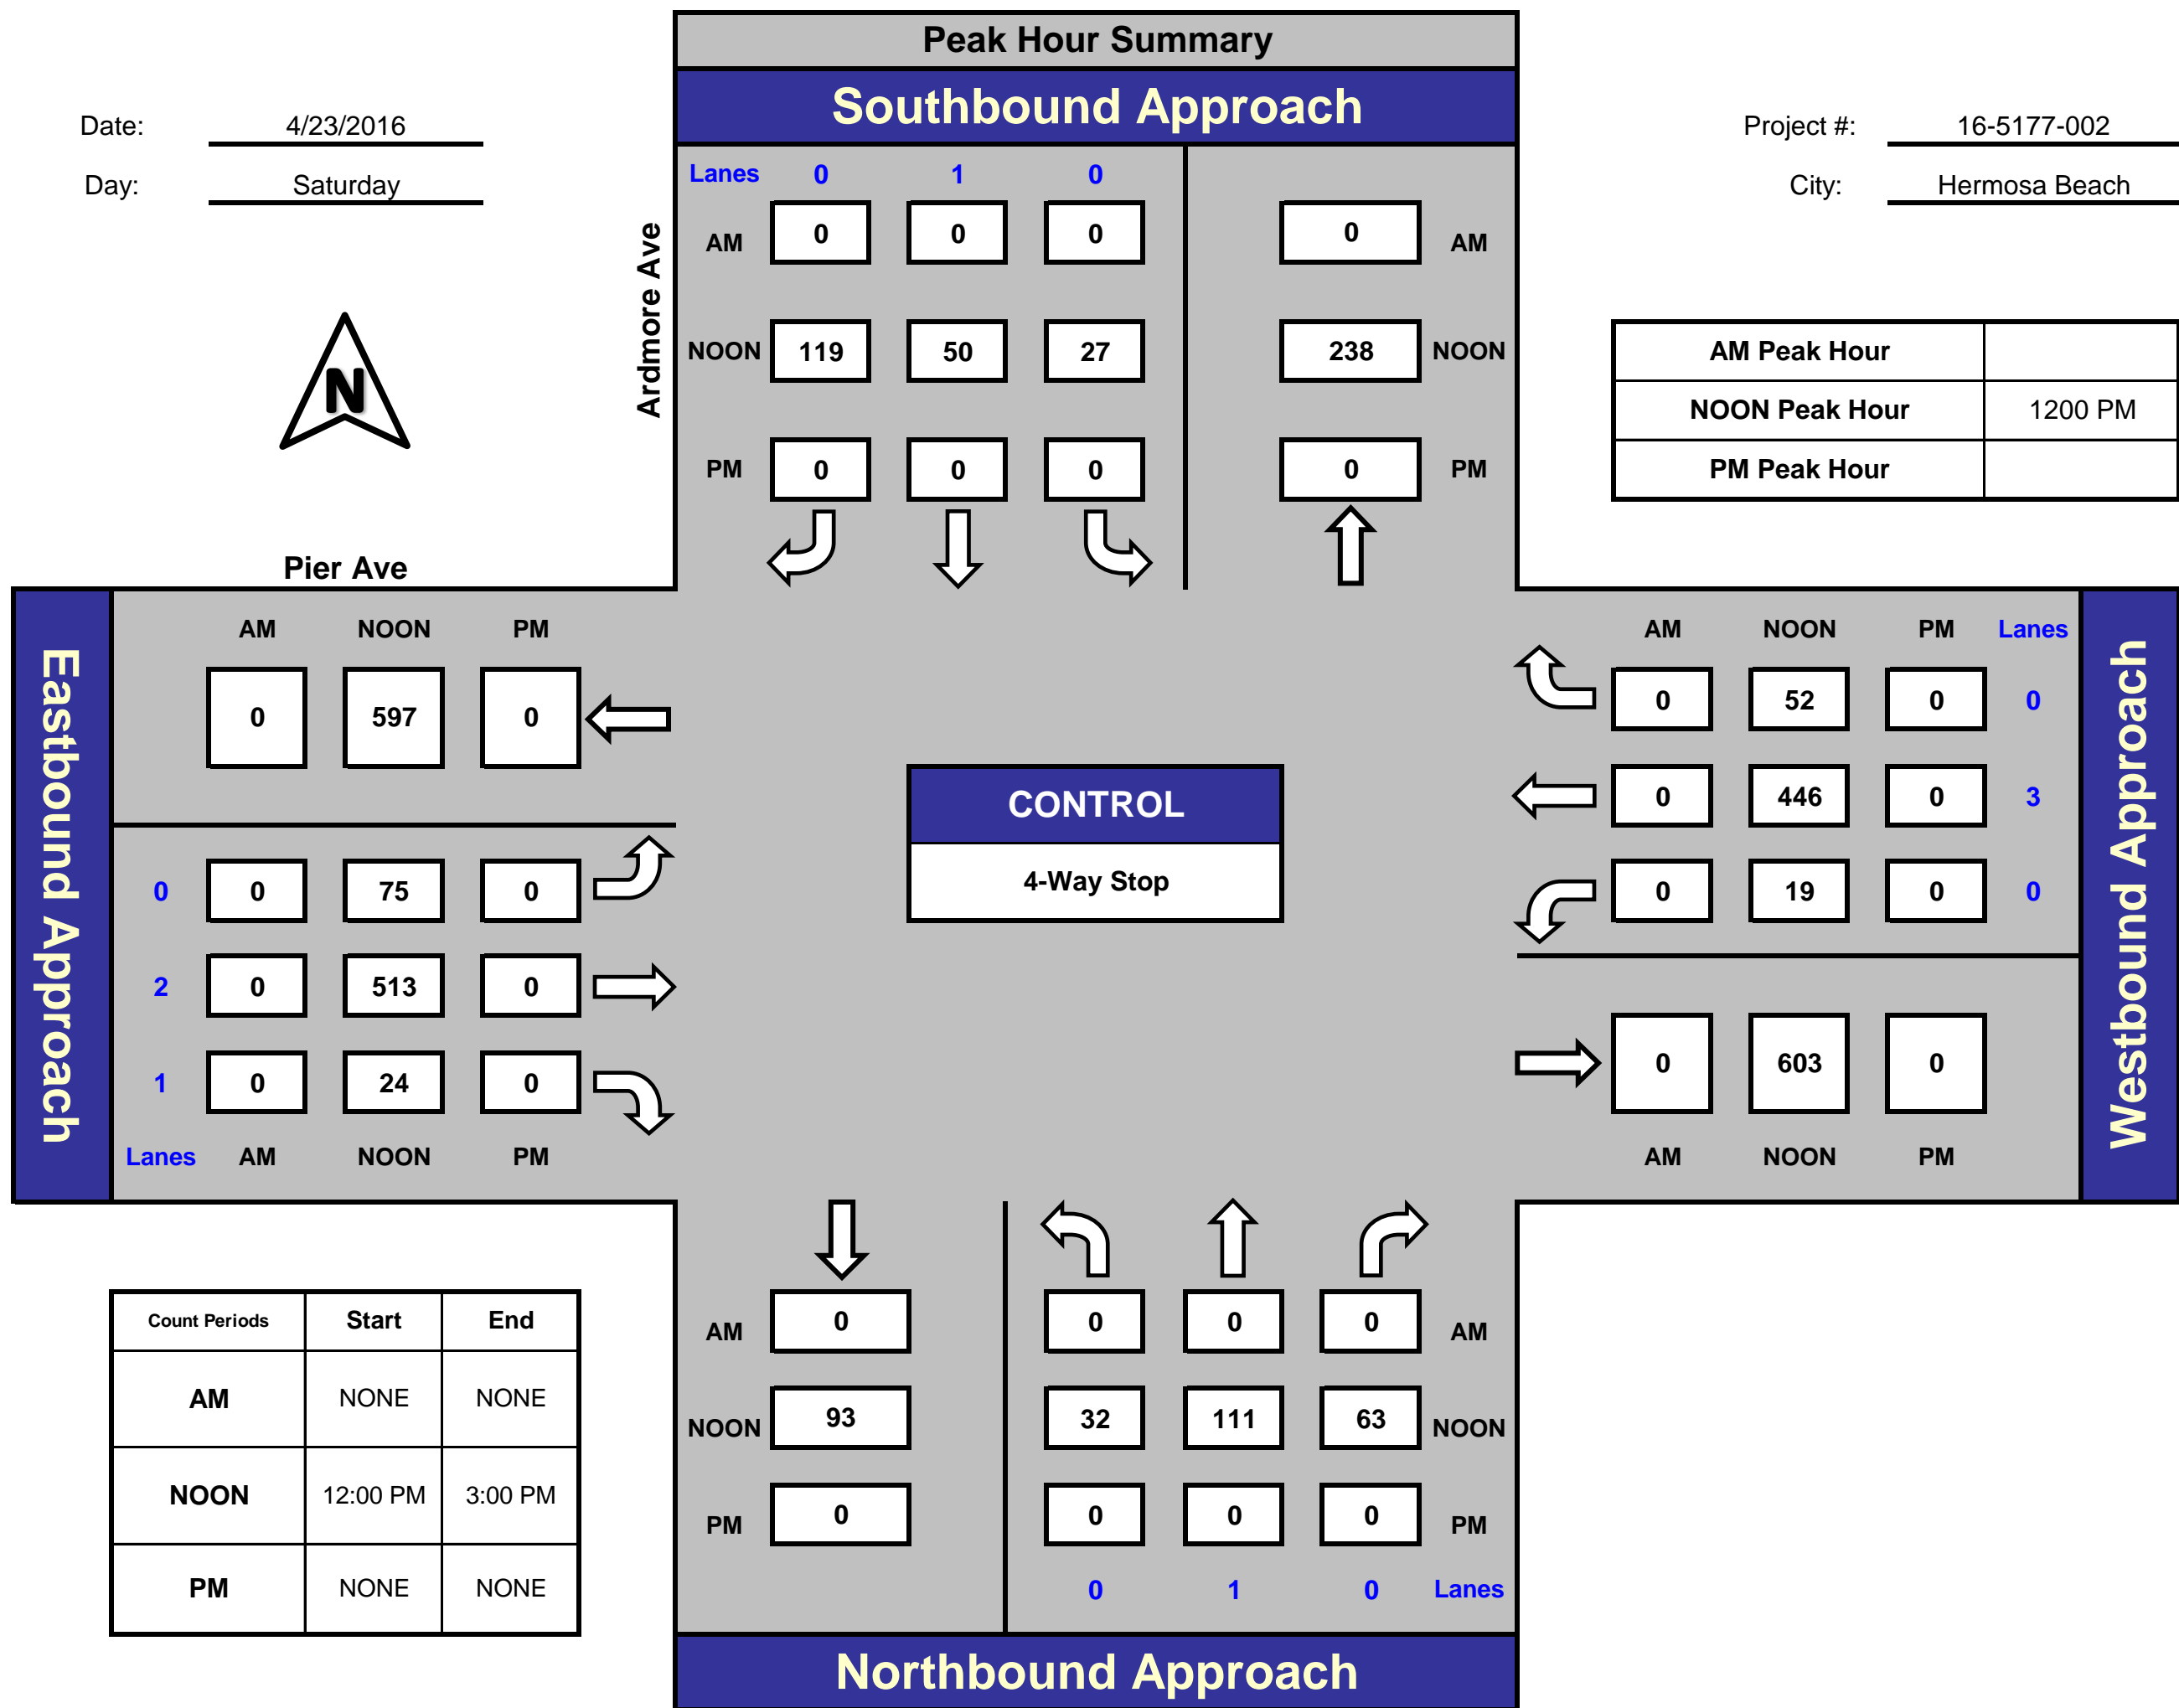 Peak Hour Summary
Southbound Approach
Date: 4/23/2016
Project #: 16-5177-002
Day: Saturday
City: Hermosa Beach
Lanes 0 1 0
AM 0 0 0 0 AM
Ardmore Ave
NOON 119 50 27 238 NOON
PM 0 0 0 0 PM
N
AM Peak Hour
NOON Peak Hour 1200 PM
PM Peak Hour
Pier Ave
Eastbound Approach
AM NOON PM
0 597 0
0 0 75 0
2 0 513 0
1 0 24 0
Lanes AM NOON PM
CONTROL
4-Way Stop
AM NOON PM Lanes
0 52 0 0
0 446 0 3
0 19 0 0
0 603 0
AM NOON PM
Westbound Approach
Count Periods Start End
AM NONE NONE
NOON 12:00 PM 3:00 PM
PM NONE NONE
AM 0 0 0 0 AM
NOON 93 32 111 63 NOON
PM 0 0 0 0 PM
0 1 0 Lanes
Northbound Approach